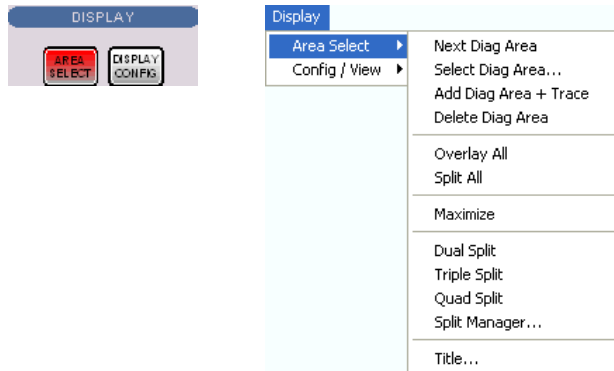 DISPLAY
AREA SELECT
DISPLAY CONFIG
Display
Area Select
Config / View
Next Diag Area
Select Diag Area...
Add Diag Area + Trace
Delete Diag Area
Overlay All
Split All
Maximize
Dual Split
Triple Split
Quad Split
Split Manager...
Title...